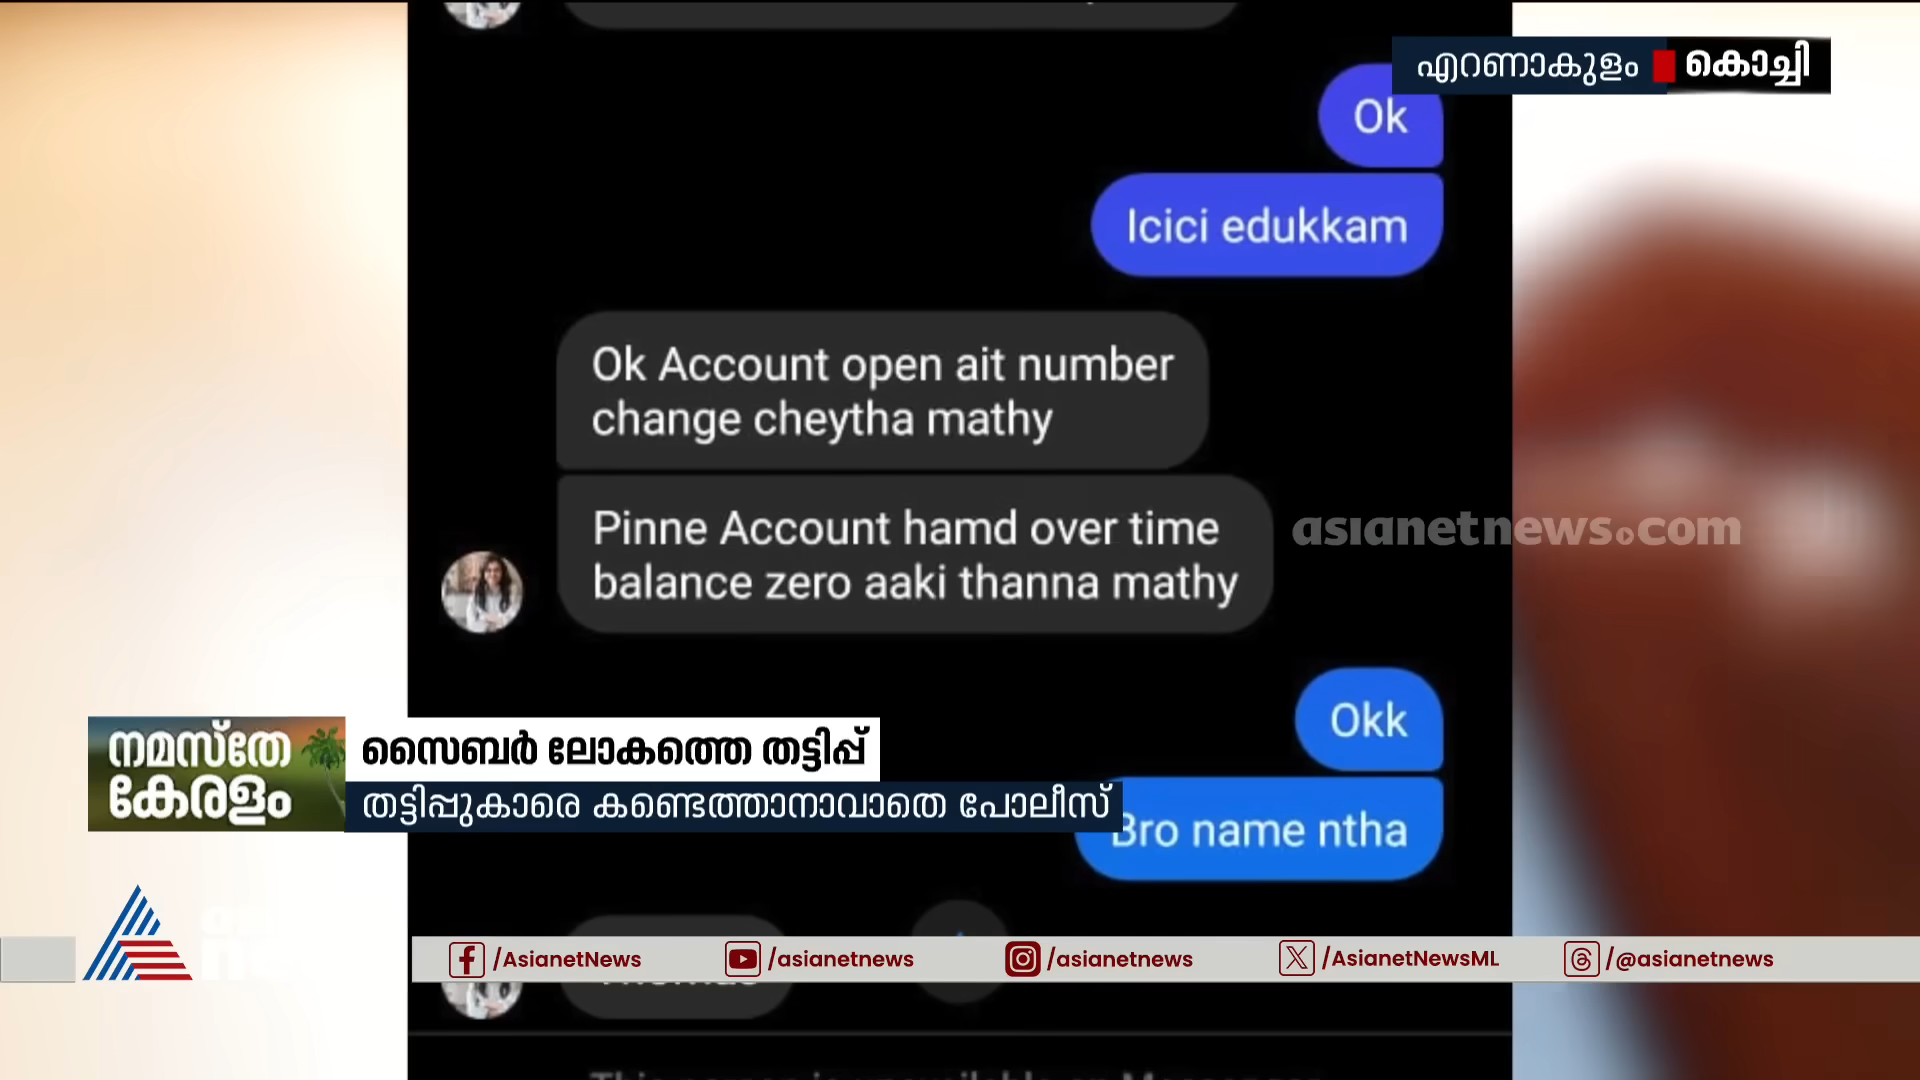 എറണാകുളം കൊച്ചി
Ok
Icici edukkam
Ok Account open ait number
change cheytha mathy
Pinne Account hamd over time
balance zero aaki thanna mathy
asianetnews.com
Okk
Bro name ntha
നമസ്തേ
കേരളം
സൈബർ ലോകത്തെ തട്ടിപ്പ്
തട്ടിപ്പുകാരെ കണ്ടെത്താനാവാതെ പോലീസ്
/AsianetNews /asianetnews /asianetnews /AsianetNewsML /@asianetnews